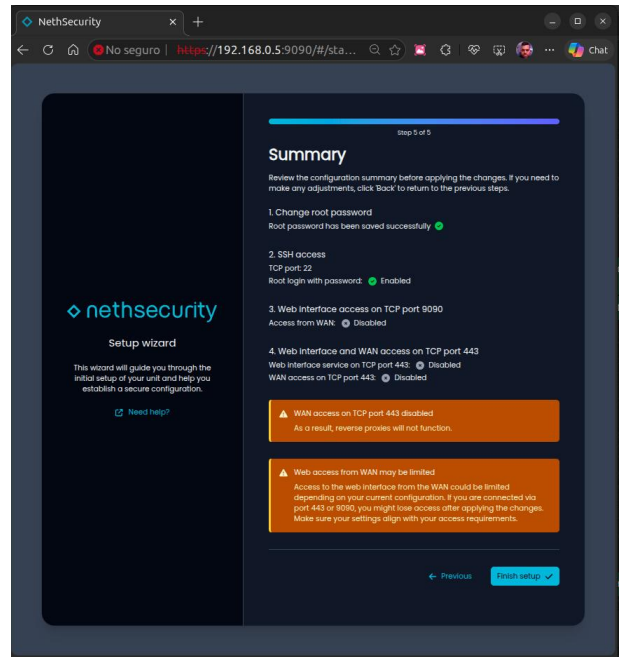 NethSecurity
No seguro
https://192.168.0.5:9090/#/sta...
Chat
Step 5 of 5
Summary
Review the configuration summary before applying the changes. If you need to
make any adjustments, click 'Back' to return to the previous steps.
1. Change root password
Root password has been saved successfully
2. SSH access
TCP port: 22
Root login with password: Enabled
3. Web interface access on TCP port 9090
Access from WAN: Disabled
4. Web interface and WAN access on TCP port 443
Web interface service on TCP port 443: Disabled
WAN access on TCP port 443: Disabled
nethsecurity
Setup wizard
This wizard will guide you through the
initial setup of your unit and help you
establish a secure configuration.
Need help?
WAN access on TCP port 443 disabled
As a result, reverse proxies will not function.
Web access from WAN may be limited
Access to the web interface from the WAN could be limited
depending on your current configuration. If you are connected via
port 443 or 9090, you might lose access after applying the changes.
Make sure your settings align with your access requirements.
Previous
Finish setup